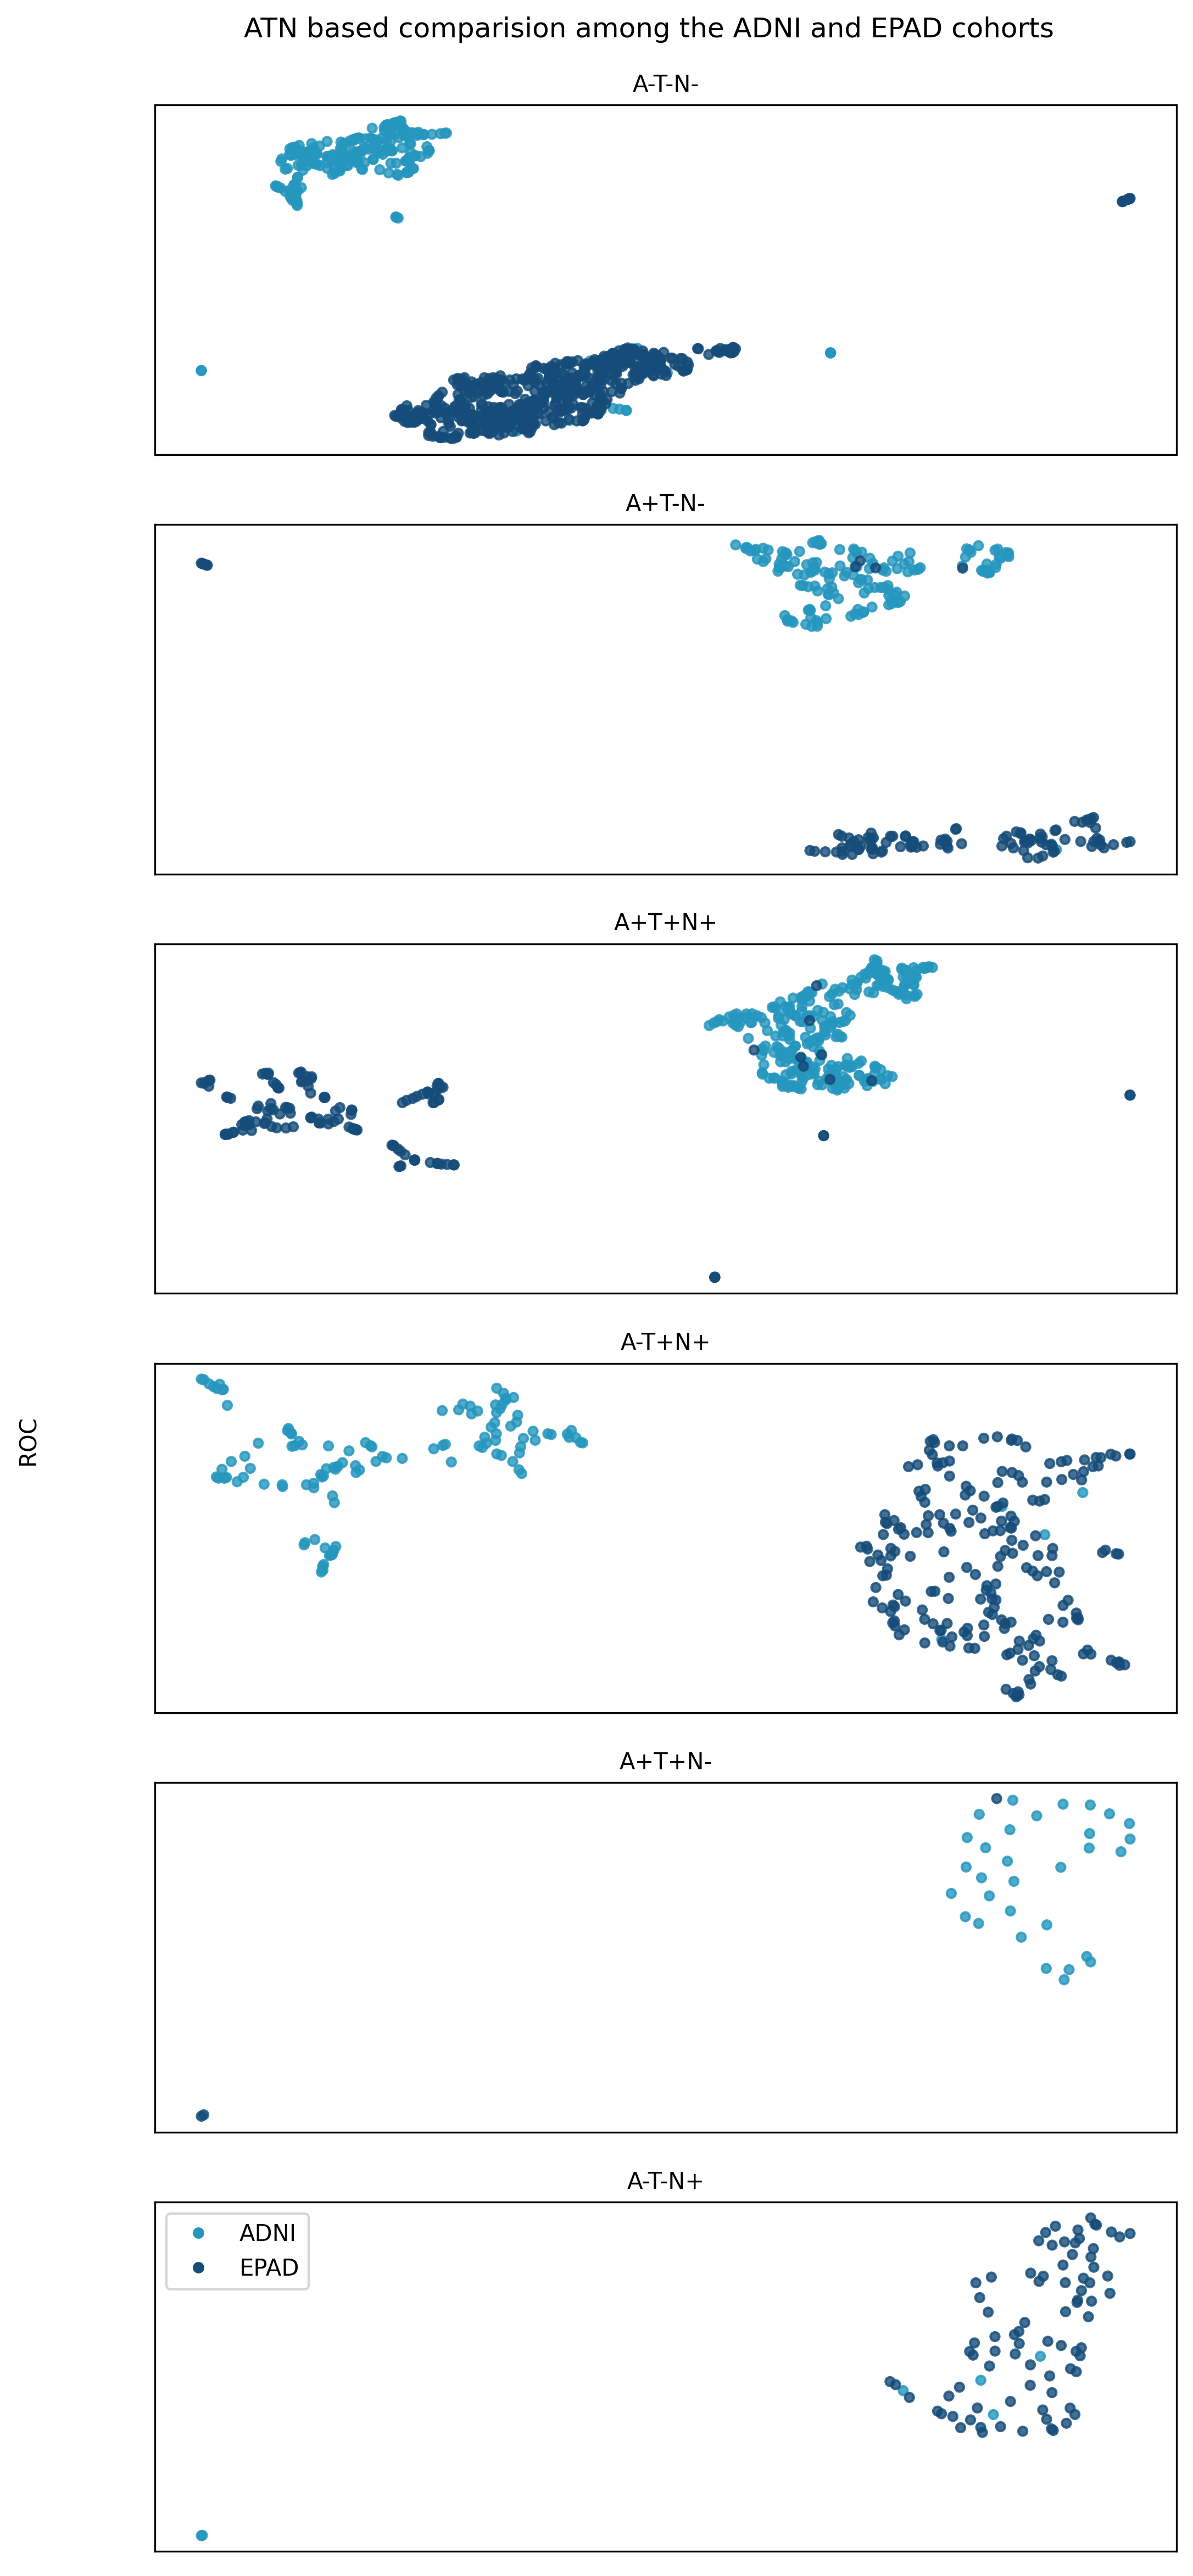 ATN based comparision among the ADNI and EPAD cohorts
A-T-N-
A+T-N-
A+T+N+
A-T+N+
ROC
A+T+N-
A-T-N+
ADNI
EPAD